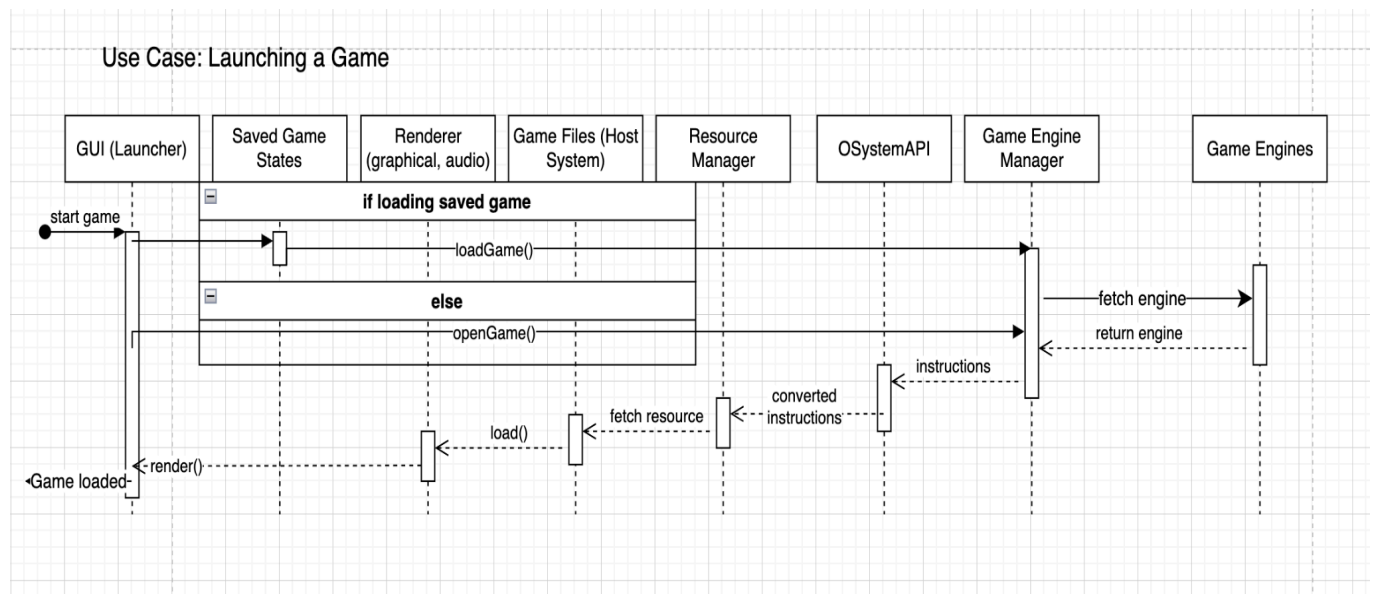 Use Case: Launching a Game
GUI (Launcher)
Saved Game
States
Renderer
(graphical, audio)
Game Files (Host
System)
Resource
Manager
OSystemAPI
Game Engine
Manager
Game Engines
if loading saved game
start game
loadGame()
else
fetch engine
openGame()
return engine
instructions
converted
instructions
fetch resource
load()
render()
Game loaded